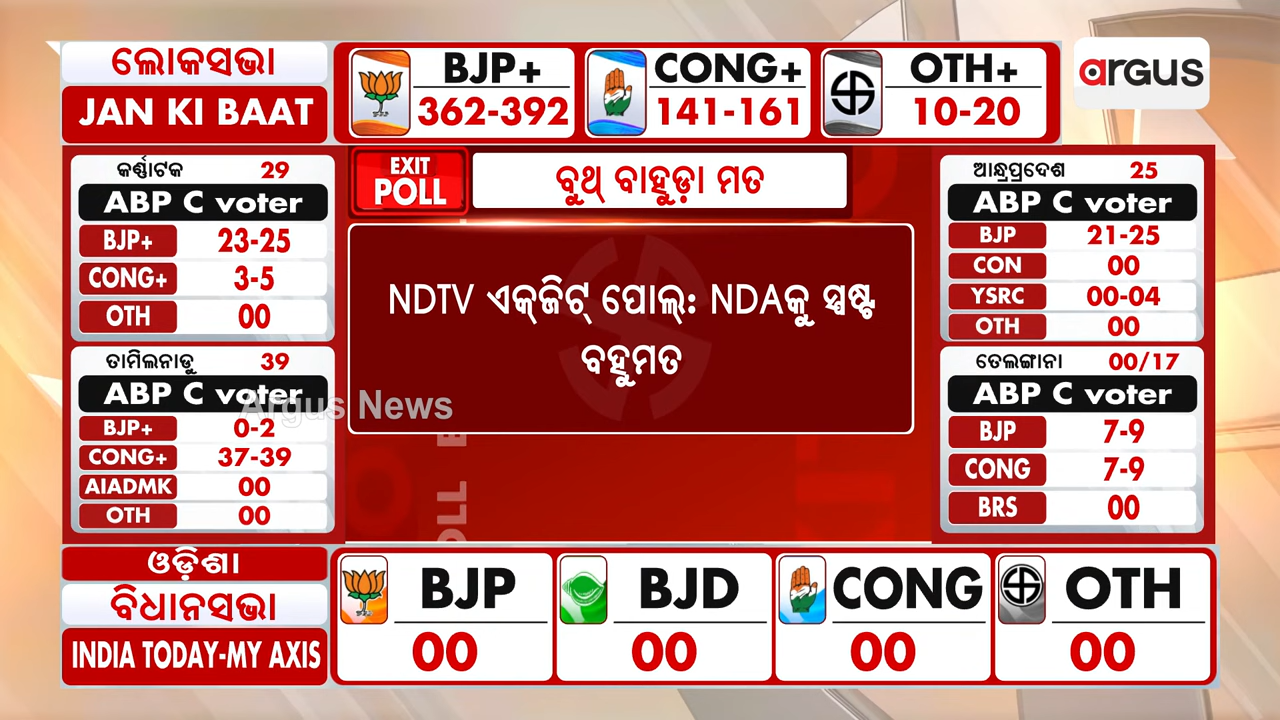 ଲୋକସଭା
JAN KI BAAT
BJP+
362-392
CONG+
141-161
OTH+
10-20
argus
କର୍ଣ୍ଣାଟକ 29
ABP C voter
BJP+ 23-25
CONG+ 3-5
OTH 00
ତାମିଲନାଡୁ 39
ABP C voter
BJP+ 0-2
CONG+ 37-39
AIADMK 00
OTH 00
EXIT
POLL
ବୁଥ୍ ବାହୁଡ଼ା ମତ
NDTV ଏକ୍‌ଜିଟ୍ ପୋଲ୍: NDAକୁ ସ୍ପଷ୍ଟ
ବହୁମତ
Argus News
ଆନ୍ଧ୍ରପ୍ରଦେଶ 25
ABP C voter
BJP 21-25
CON 00
YSRC 00-04
OTH 00
ତେଲଙ୍ଗାନା 00/17
ABP C voter
BJP 7-9
CONG 7-9
BRS 00
ଓଡ଼ିଶା
ବିଧାନସଭା
INDIA TODAY-MY AXIS
BJP
00
BJD
00
CONG
00
OTH
00